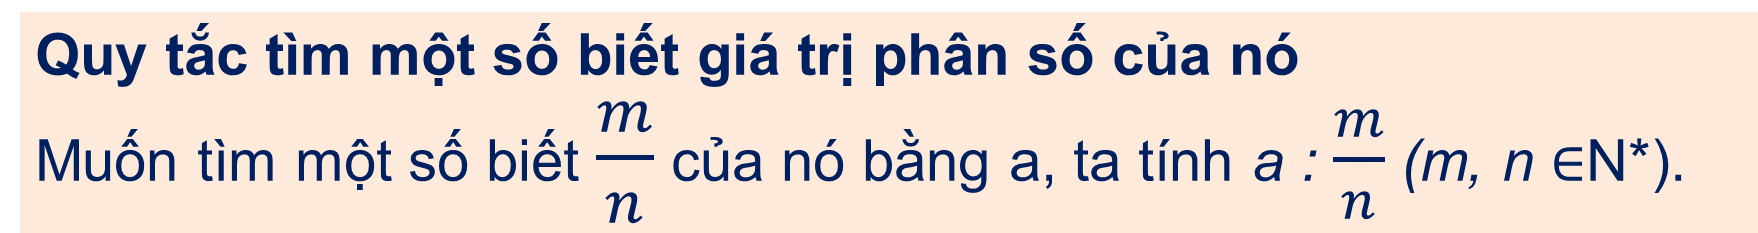 Quy tắc tìm một số biết giá trị phân số của nó
Muốn tìm một số biết m/n của nó bằng a, ta tính a : m/n (m, n ∈N*).